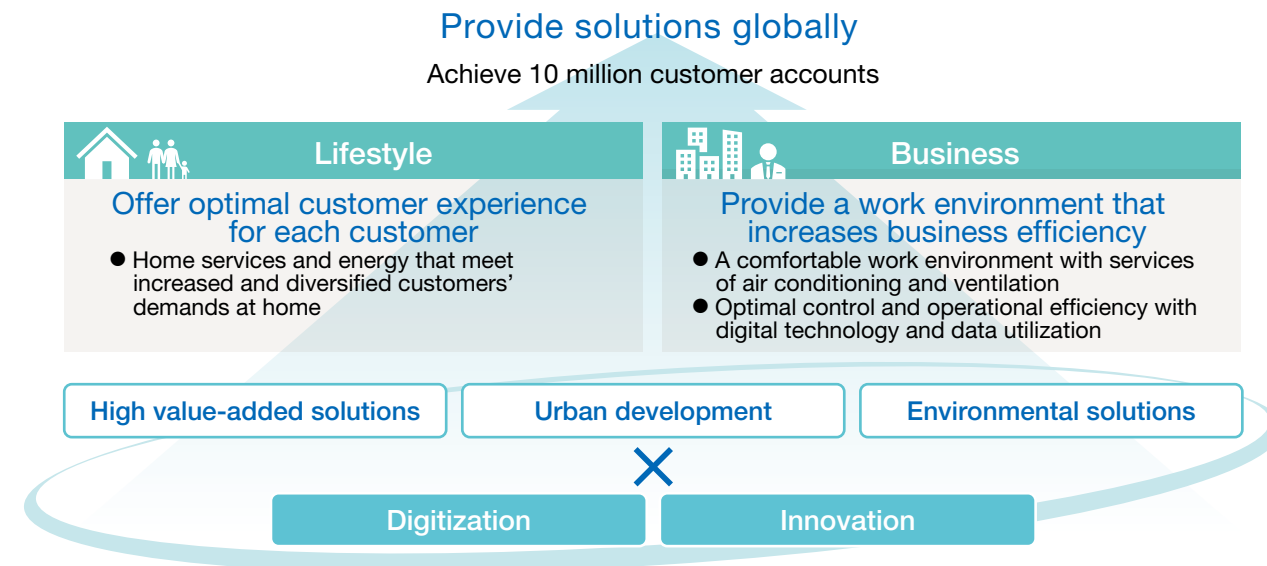 Provide solutions globally
Achieve 10 million customer accounts
Lifestyle
Offer optimal customer experience
for each customer
● Home services and energy that meet
increased and diversified customers’
demands at home
Business
Provide a work environment that
increases business efficiency
● A comfortable work environment with services
of air conditioning and ventilation
● Optimal control and operational efficiency with
digital technology and data utilization
High value-added solutions
Urban development
Environmental solutions
×
Digitization
Innovation